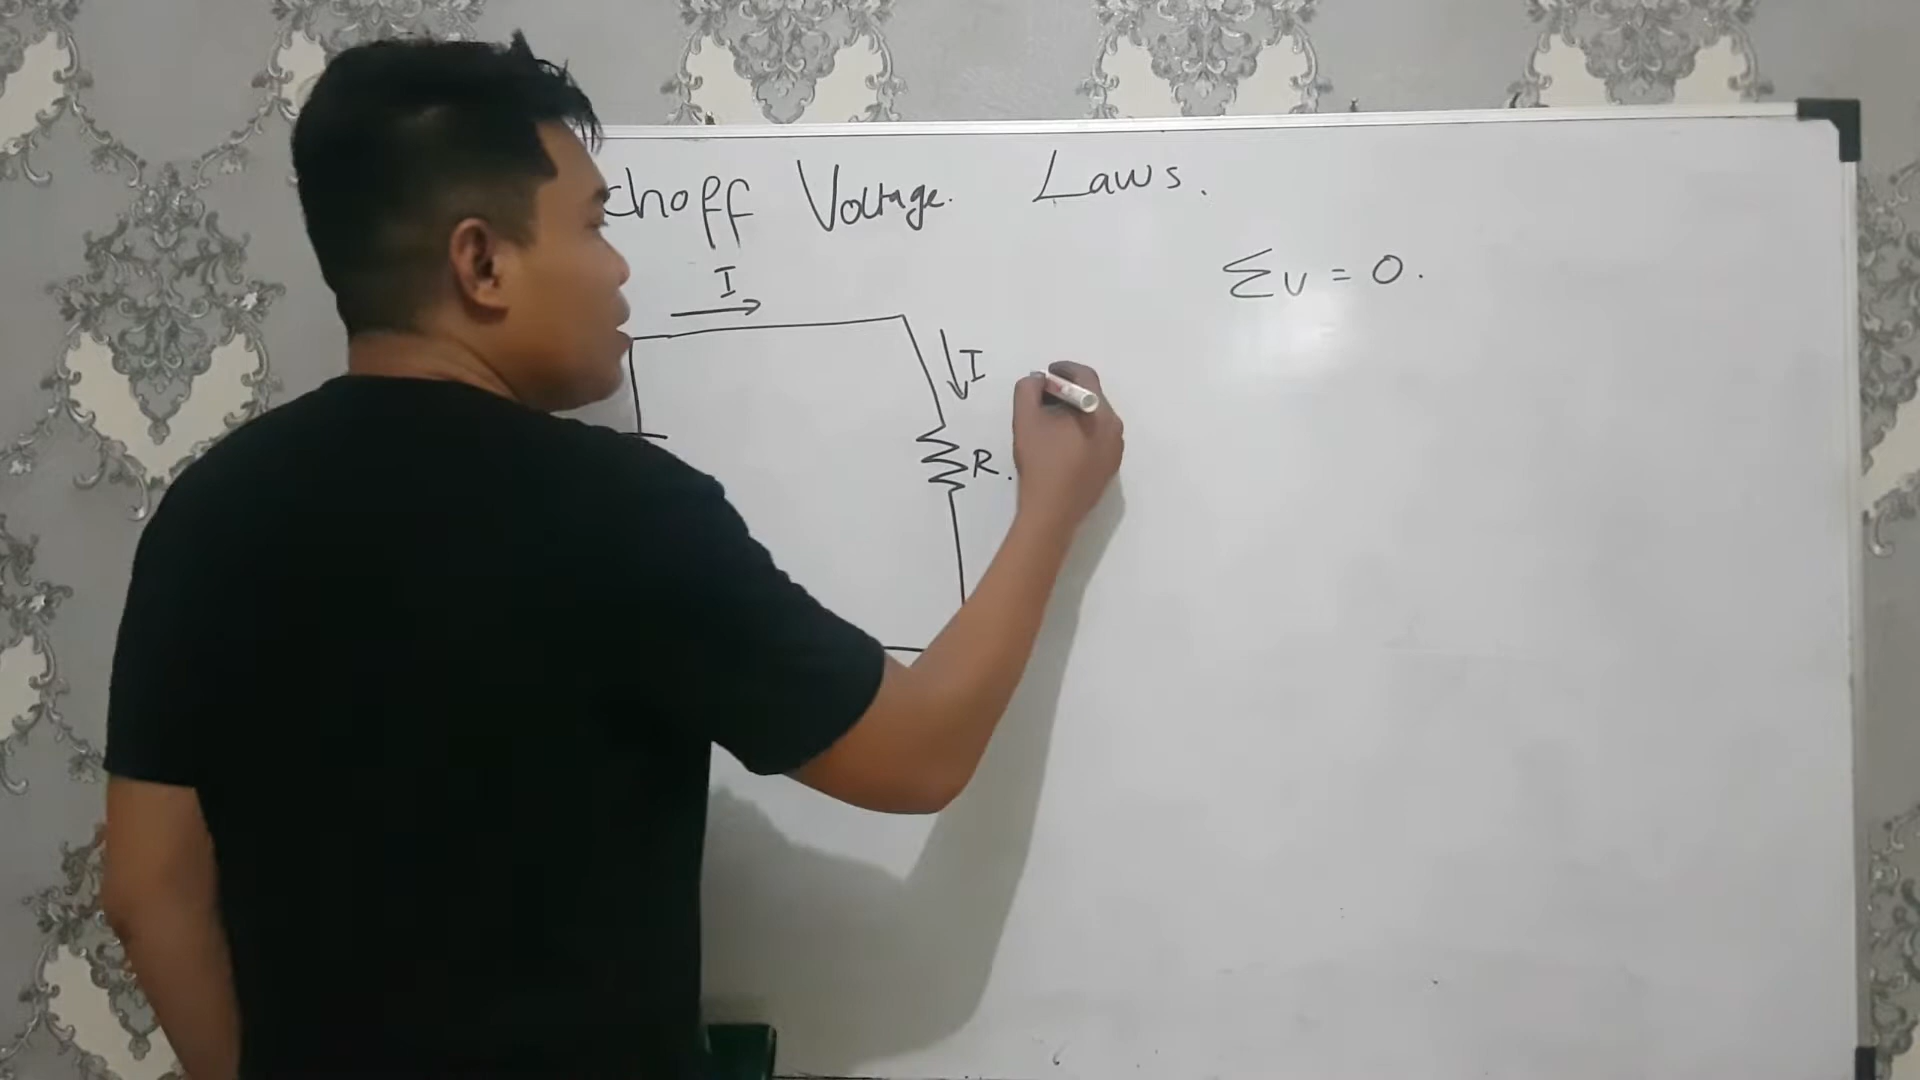 choff Voltage. Laws.
Σv = 0.
I
I
R.